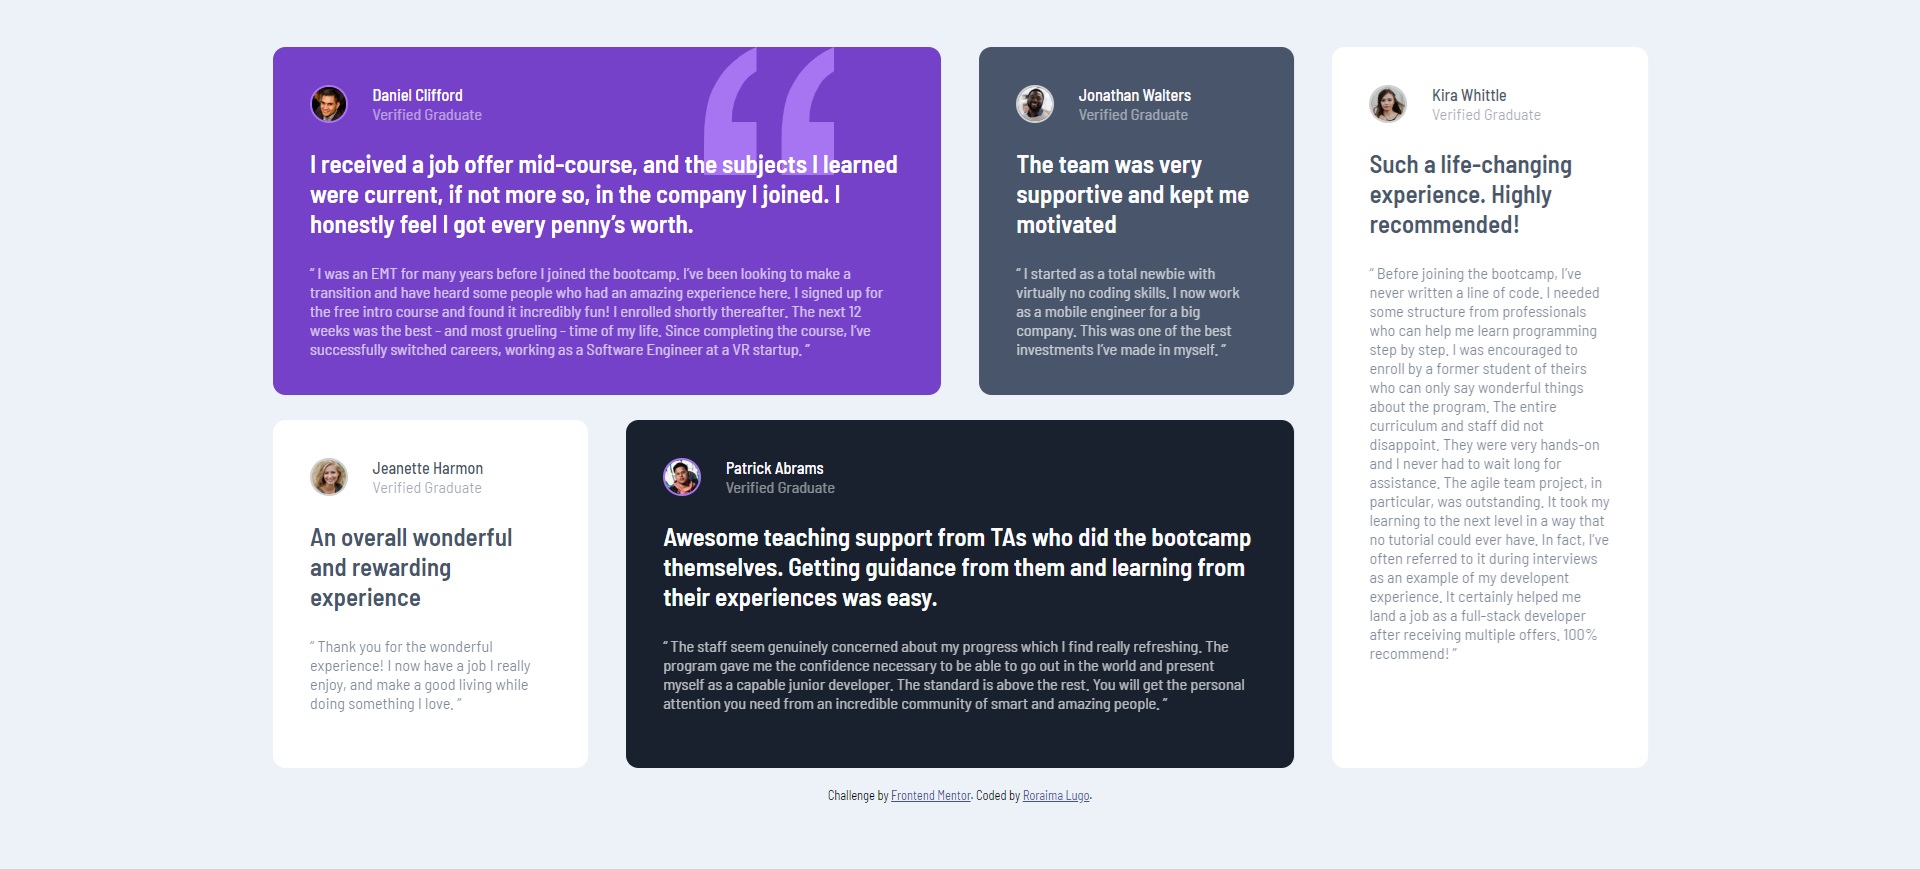 Daniel Clifford
Verified Graduate
I received a job offer mid-course, and the subjects I learned
were current, if not more so, in the company I joined. I
honestly feel I got every penny’s worth.
“ I was an EMT for many years before I joined the bootcamp. I’ve been looking to make a
transition and have heard some people who had an amazing experience here. I signed up for
the free intro course and found it incredibly fun! I enrolled shortly thereafter. The next 12
weeks was the best - and most grueling - time of my life. Since completing the course, I’ve
successfully switched careers, working as a Software Engineer at a VR startup. ”
Jonathan Walters
Verified Graduate
The team was very
supportive and kept me
motivated
“ I started as a total newbie with
virtually no coding skills. I now work
as a mobile engineer for a big
company. This was one of the best
investments I’ve made in myself. ”
Kira Whittle
Verified Graduate
Such a life-changing
experience. Highly
recommended!
“ Before joining the bootcamp, I’ve
never written a line of code. I needed
some structure from professionals
who can help me learn programming
step by step. I was encouraged to
enroll by a former student of theirs
who can only say wonderful things
about the program. The entire
curriculum and staff did not
disappoint. They were very hands-on
and I never had to wait long for
assistance. The agile team project, in
particular, was outstanding. It took my
learning to the next level in a way that
no tutorial could ever have. In fact, I’ve
often referred to it during interviews
as an example of my developent
experience. It certainly helped me
land a job as a full-stack developer
after receiving multiple offers. 100%
recommend! ”
Jeanette Harmon
Verified Graduate
An overall wonderful
and rewarding
experience
“ Thank you for the wonderful
experience! I now have a job I really
enjoy, and make a good living while
doing something I love. ”
Patrick Abrams
Verified Graduate
Awesome teaching support from TAs who did the bootcamp
themselves. Getting guidance from them and learning from
their experiences was easy.
“ The staff seem genuinely concerned about my progress which I find really refreshing. The
program gave me the confidence necessary to be able to go out in the world and present
myself as a capable junior developer. The standard is above the rest. You will get the personal
attention you need from an incredible community of smart and amazing people. ”
Challenge by Frontend Mentor. Coded by Roraima Lugo.